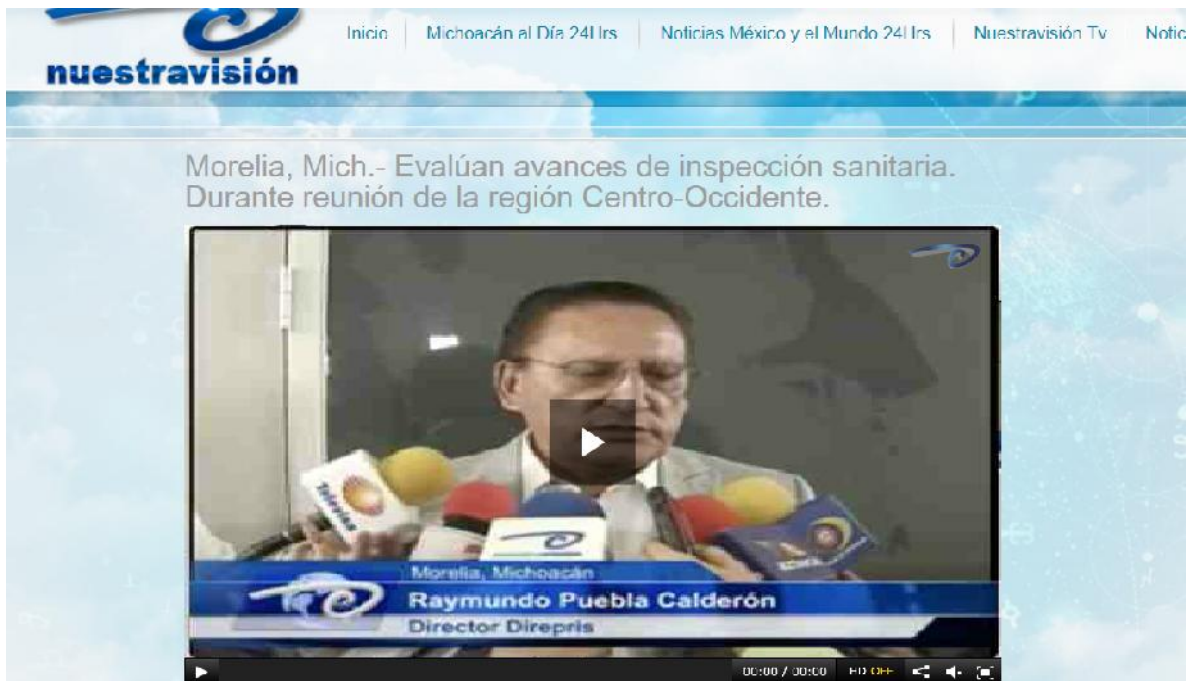 nuestravisión
Inicio
Michoacán al Día 24Hrs
Noticias México y el Mundo 24Hrs
Nuestravisión Tv
Notic
Morelia, Mich.- Evalúan avances de inspección sanitaria.
Durante reunión de la región Centro-Occidente.
Televisa
Morelia, Michoacán
Raymundo Puebla Calderón
Director Direpris
00:00 / 00:00
HD OFF